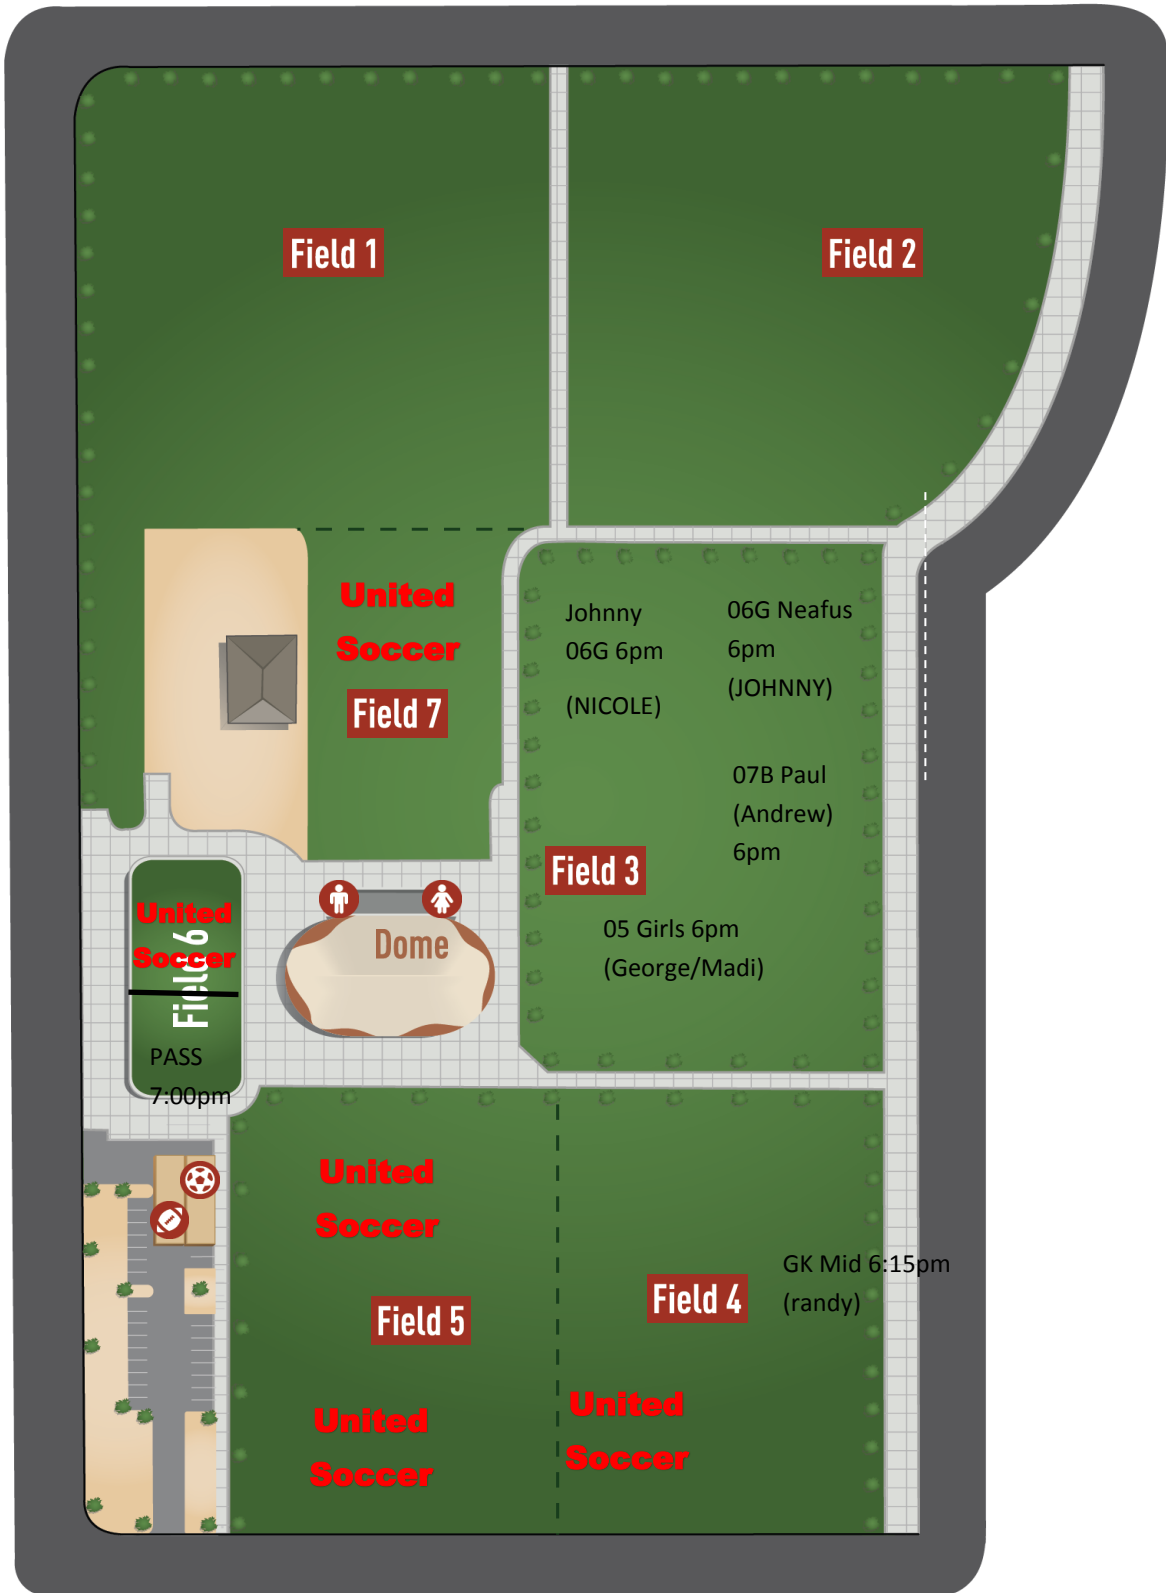 Field 1
Field 2
United
Soccer
Field 7
Johnny
06G 6pm
(NICOLE)
06G Neafus
6pm
(JOHNNY)
07B Paul
(Andrew)
6pm
Field 3
05 Girls 6pm
(George/Madi)
United
Soccer
Field 6
PASS
7:00pm
Dome
United
Soccer
Field 5
United
Soccer
Field 4
GK Mid 6:15pm
(randy)
United
Soccer